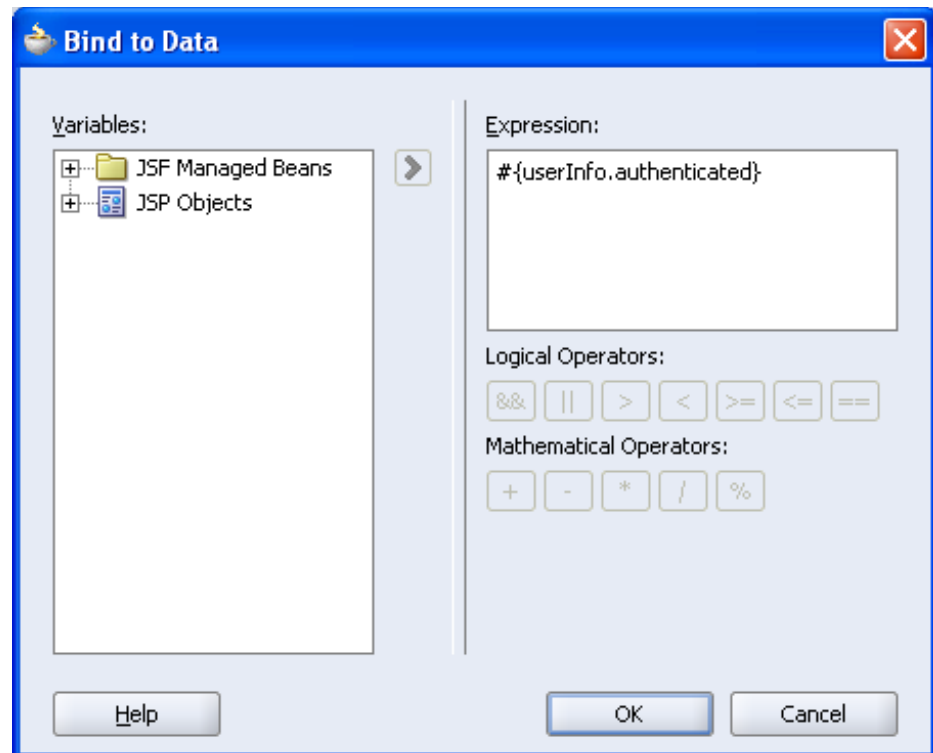 Bind to Data
Variables:
JSF Managed Beans
JSP Objects
Expression:
#{userInfo.authenticated}
Logical Operators:
&& || > < >= <= ==
Mathematical Operators:
+ - * / %
Help
OK
Cancel